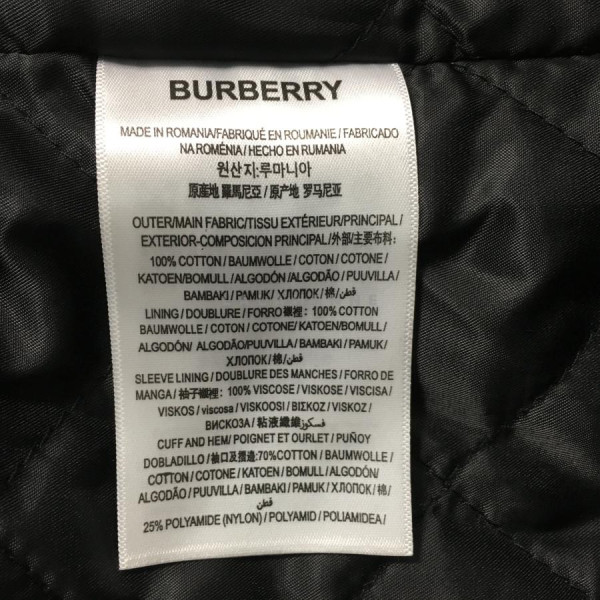 BURBERRY
MADE IN ROMANIA/FABRIQUÉ EN ROUMANIE / FABRICADO
NA ROMÉNIA / HECHO EN RUMANIA
원산지:루마니아
原産地 羅馬尼亞 / 原产地 罗马尼亚
OUTER/MAIN FABRIC/TISSU EXTÉRIEUR/PRINCIPAL /
EXTERIOR-COMPOSICION PRINCIPAL/外部/主要布料:
100% COTTON / BAUMWOLLE / COTON / COTONE /
KATOEN/BOMULL / ALGODÓN /ALGODÃO / PUUVILLA /
BAMBAKI / PAMUK/ ХЛОПОК/ 棉/ قطن
LINING / DOUBLURE / FORRO 襯裡: 100% COTTON
BAUMWOLLE / COTON / COTONE/ KATOEN/BOMULL /
ALGODÓN/ ALGODÃO/PUUVILLA / BAMBAKI / PAMUK/
ХЛОПОК/ 棉/ قطن
SLEEVE LINING / DOUBLURE DES MANCHES / FORRO DE
MANGA / 袖子襯裡: 100% VISCOSE / VISKOSE / VISCISA /
VISKOS / viscosa / VISKOOSI / ΒΙΣΚΟΖ / VISKOZ /
ВИСКОЗА / 粘液纖維 فسكوز/
CUFF AND HEM/ POIGNET ET OURLET / PUÑOY
DOBLADILLO / 袖口及摺邊:70%COTTON / BAUMWOLLE /
COTTON / COTONE / KATOEN / BOMULL / ALGODÓN/
ALGODÃO / PUUVILLA / BAMBAKI / PAMUK / ХЛОПОК / 棉 /
قطن
25% POLYAMIDE (NYLON) / POLYAMID / POLIAMIDEA /